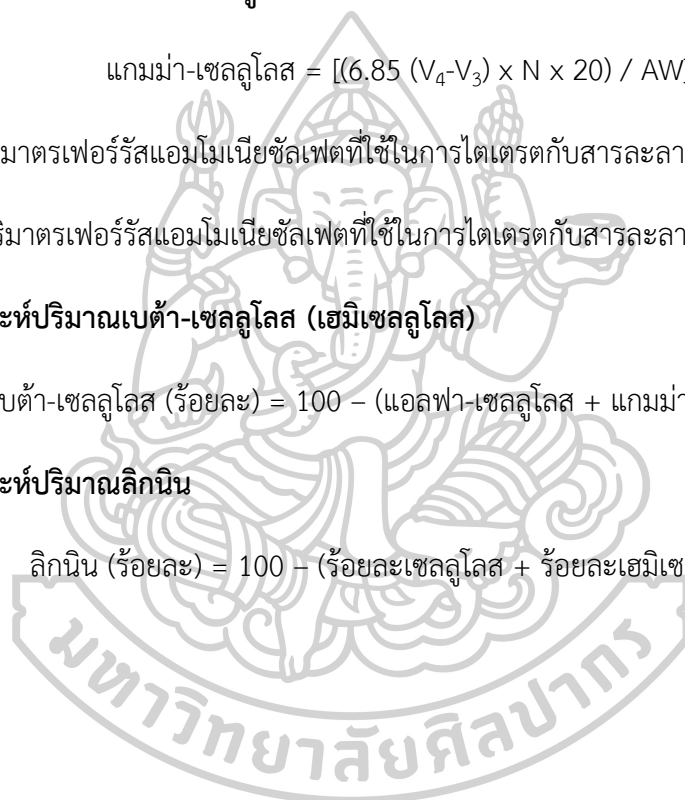 แกมม่า-เซลลูโลส = [(6.85 (V₄-V₃) x N x 20) / AW]
มาตรเฟอร์รัสแอมโมเนียซัลเฟตที่ใช้ในการไตเตรตกับสารละลา
ริมาตรเฟอร์รัสแอมโมเนียซัลเฟตที่ใช้ในการไตเตรตกับสารละลา
ะห์ปริมาณเบต้า-เซลลูโลส (เฮมิเซลลูโลส)
บต้า-เซลลูโลส (ร้อยละ) = 100 – (แอลฟา-เซลลูโลส + แกมม่า
ะห์ปริมาณลิกนิน
ลิกนิน (ร้อยละ) = 100 – (ร้อยละเซลลูโลส + ร้อยละเฮมิเซ
มหาวิทยาลัยศิลปากร